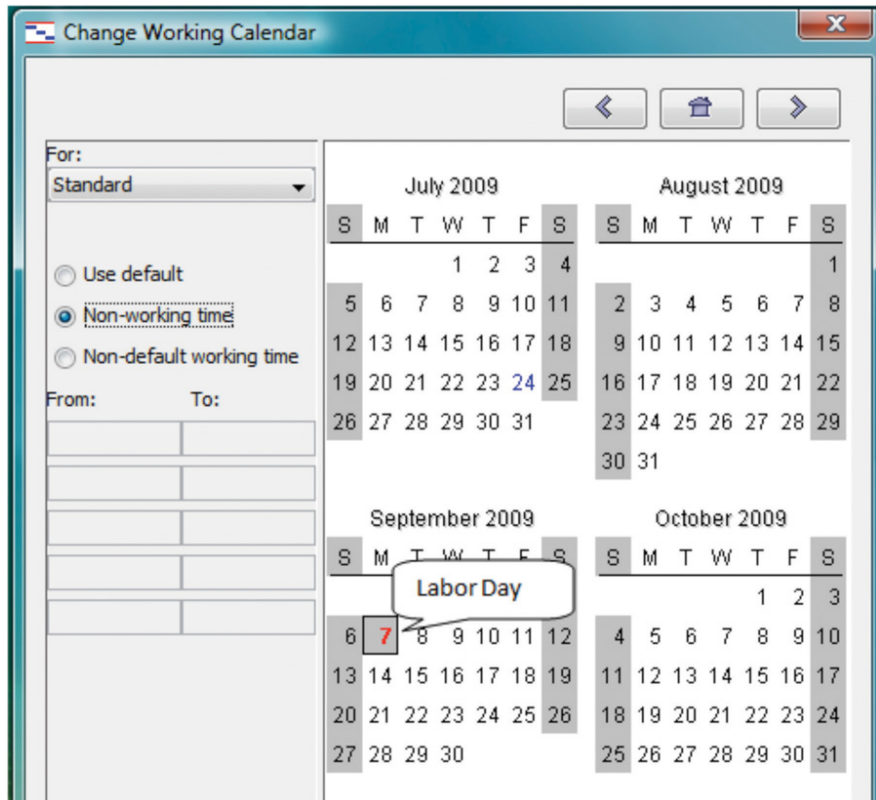 Change Working Calendar
For:
Standard
Use default
Non-working time
Non-default working time
From: To:
July 2009
S M T W T F S
1 2 3 4
5 6 7 8 9 10 11
12 13 14 15 16 17 18
19 20 21 22 23 24 25
26 27 28 29 30 31
August 2009
S M T W T F S
1
2 3 4 5 6 7 8
9 10 11 12 13 14 15
16 17 18 19 20 21 22
23 24 25 26 27 28 29
30 31
September 2009
S M T W T F S
Labor Day
6 7 8 9 10 11 12
13 14 15 16 17 18 19
20 21 22 23 24 25 26
27 28 29 30
October 2009
S M T W T F S
1 2 3
4 5 6 7 8 9 10
11 12 13 14 15 16 17
18 19 20 21 22 23 24
25 26 27 28 29 30 31